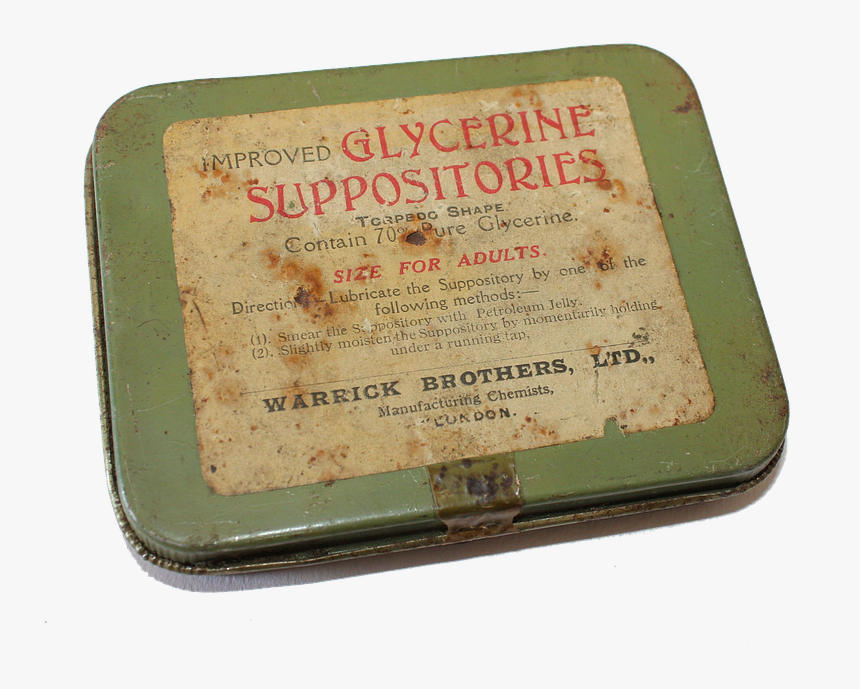 IMPROVED GLYCERINE
SUPPOSITORIES
TORPEDO SHAPE
Contain 70% Pure Glycerine.
SIZE FOR ADULTS.
Directions—Lubricate the Suppository by one of the
following methods:—
(1). Smear the Suppository with Petroleum Jelly.
(2). Slightly moisten the Suppository by momentarily holding
under a running tap,
WARRICK BROTHERS, LTD.,
Manufacturing Chemists,
LONDON.